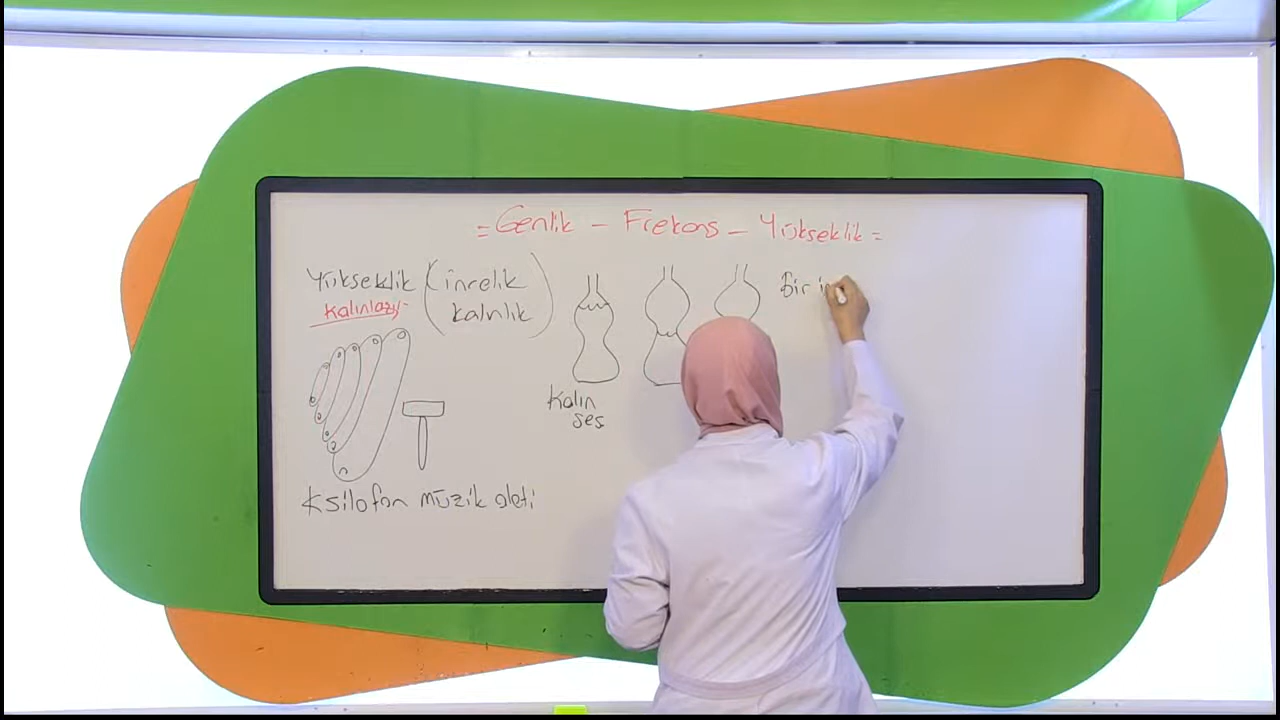 = Genlik - Frekans - Yükseklik =
Yükseklik (incelik
kalınlık)
Kalınlaşır
Kalın
ses
Ksilofon müzik aleti
Bir